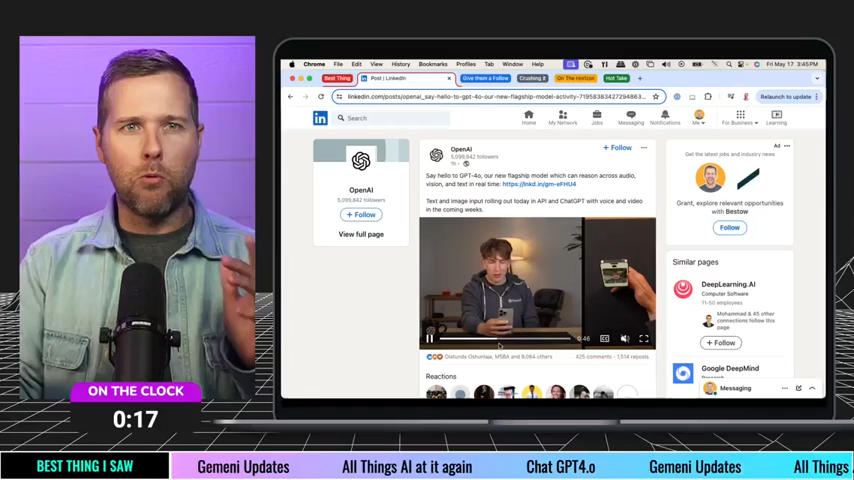 Chrome File Edit View History Bookmarks Profiles Tab Window Help
Fri May 17 3:45PM
Best Thing
Post | LinkedIn
Give them a Follow
Crushing it
On The Horizon
Hot Take
linkedin.com/posts/openai_say-hello-to-gpt-4o-our-new-flagship-model-activity-71958383727294863...
Relaunch to update
in
Search
Home
My Network
Jobs
Messaging
Notifications
Me
For Business
Learning
OpenAI
5,099,842 followers
+ Follow
View full page
OpenAI
5,099,842 followers
1h
+ Follow
Say hello to GPT-4o, our new flagship model which can reason across audio,
vision, and text in real time: https://lnkd.in/gm-eFHU4
Text and image input rolling out today in API and ChatGPT with voice and video
in the coming weeks.
0:46
CC
Olatunds Oshuntaa, MSBA and 8,084 others
425 comments · 1,514 reposts
Reactions
Ad
Get the latest jobs and industry news
Grant, explore relevant opportunities
with Bestow
Follow
Similar pages
DeepLearning.AI
Computer Software
11-50 employees
Mohammad & 45 other
connections follow this
page
+ Follow
Google DeepMind
Messaging
ON THE CLOCK
0:17
BEST THING I SAW
Gemeni Updates
All Things AI at it again
Chat GPT4.o
Gemeni Updates
All Things